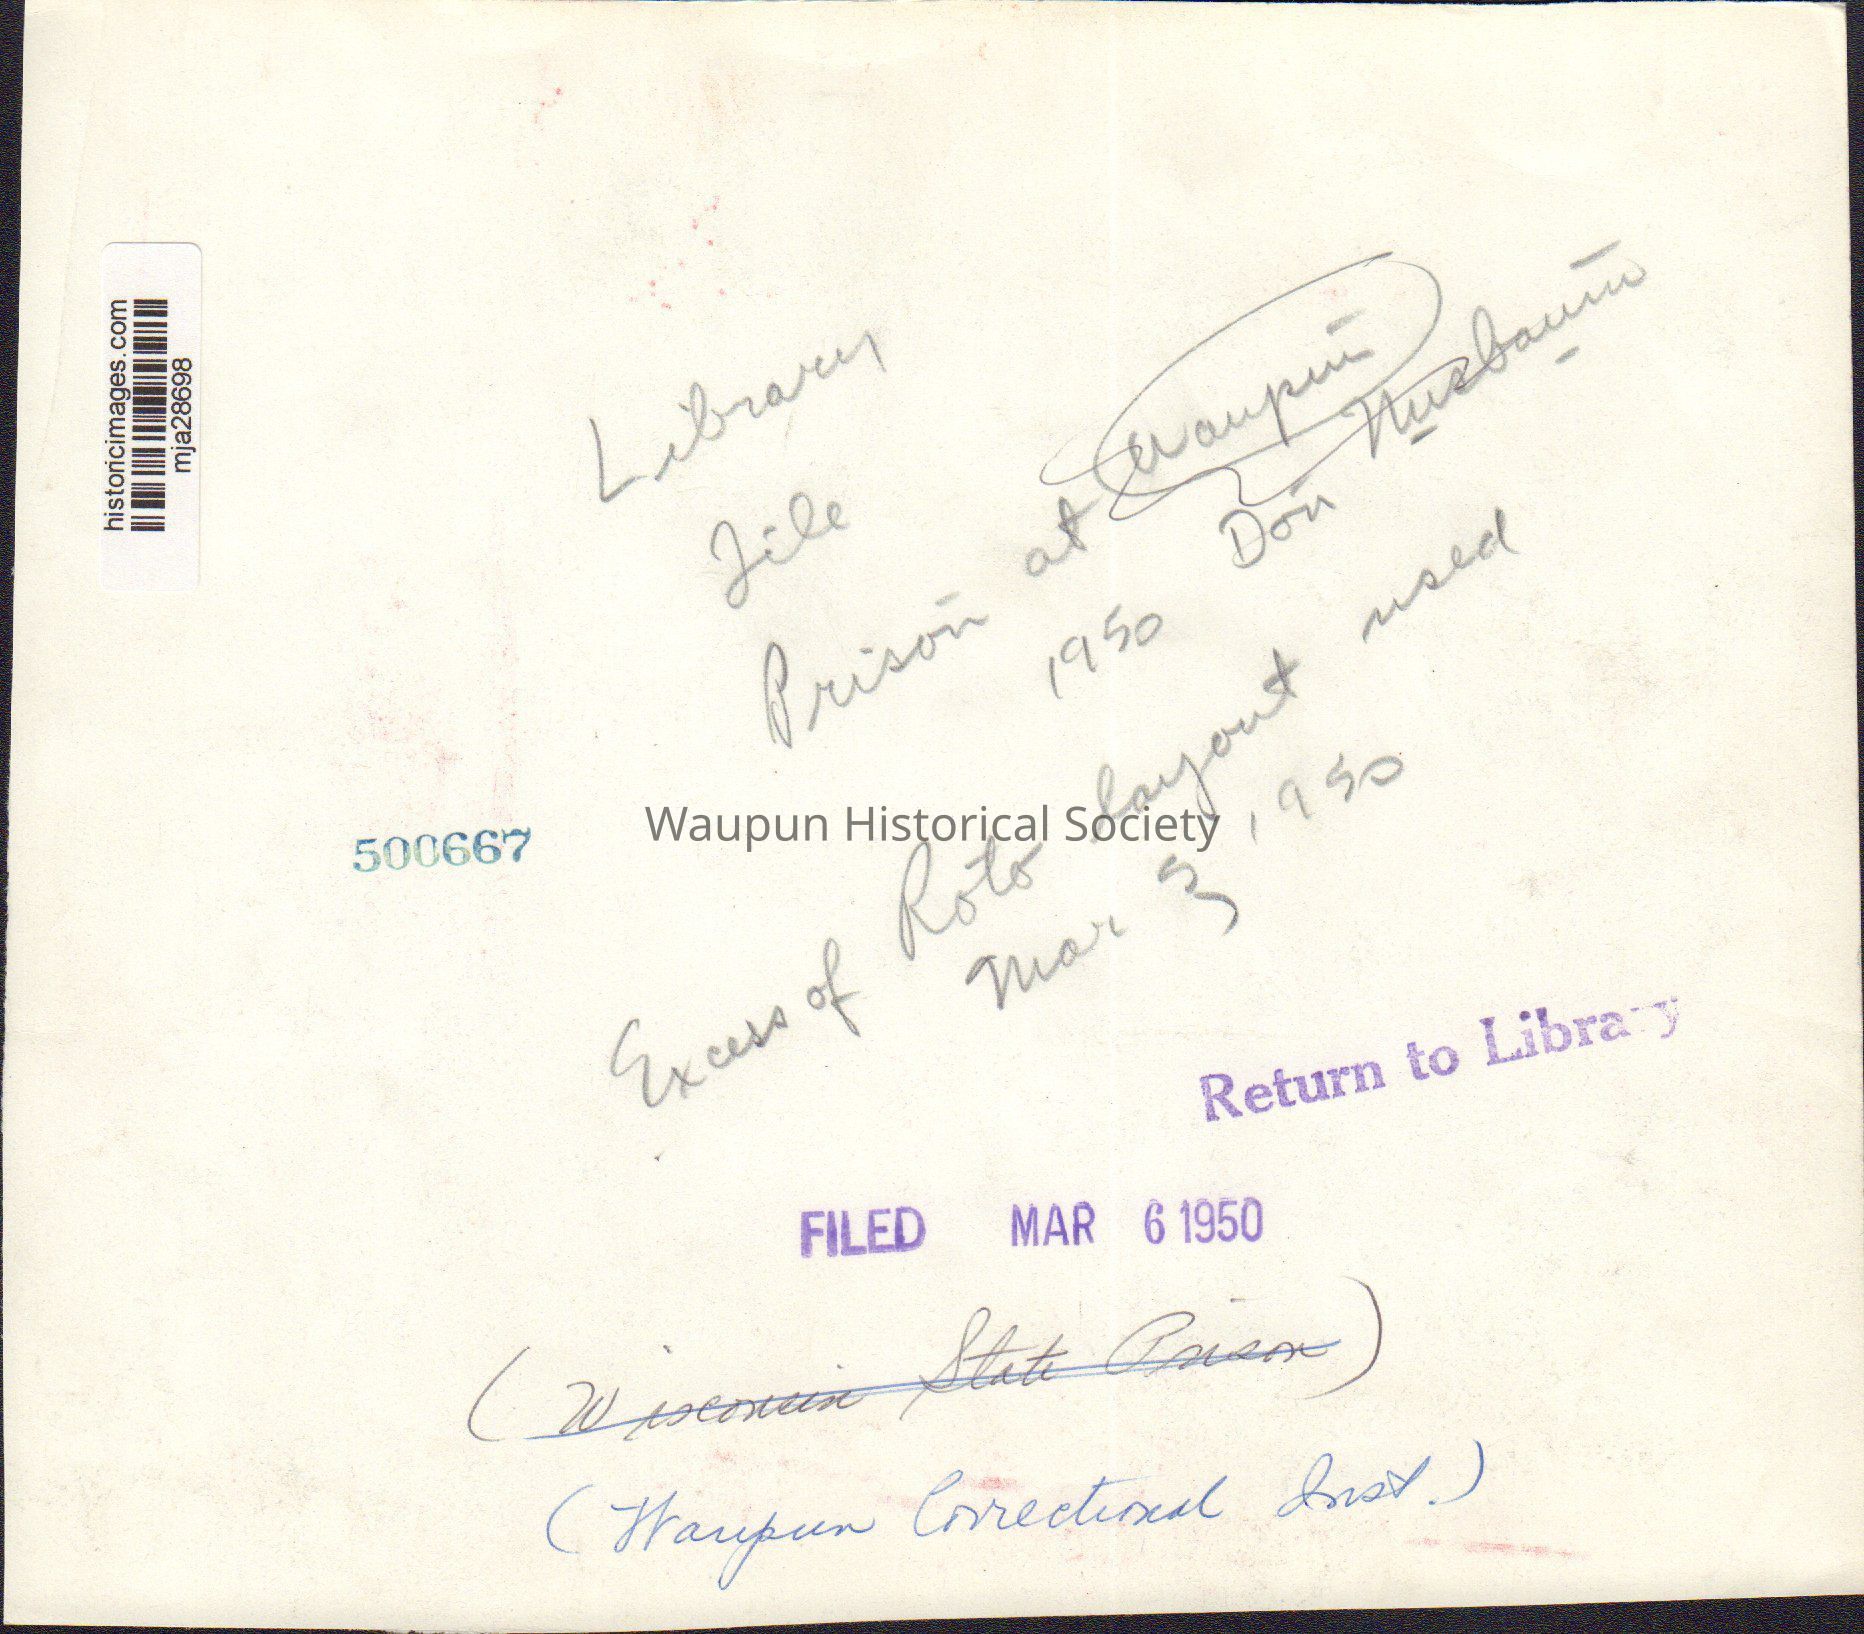 historicimages.com
mja28698
Library
File
Prison at Waupun
1950 Don Nusbaum
Excess of Roto layout used
Mar 5, 1950
500667
Waupun Historical Society
Return to Library
FILED MAR 6 1950
(Wisconsin State Prison)
(Waupun Correctional Inst.)